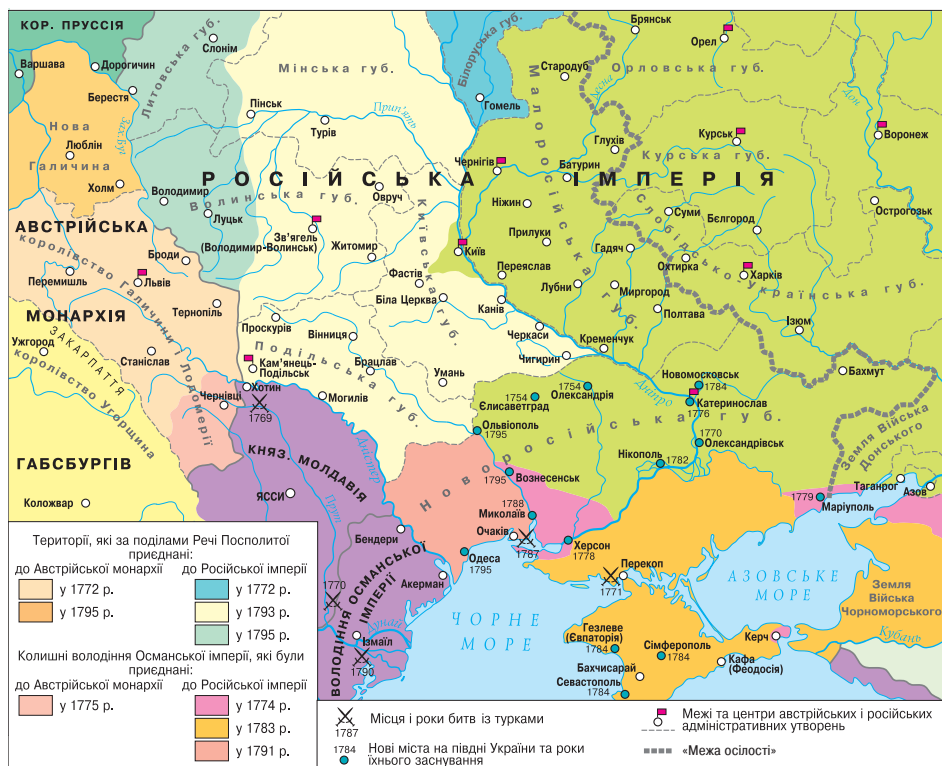 КОР. ПРУССІЯ
Варшава
Дорогичин
Слонім
Литовська губ.
Мінська губ.
Білоруська губ.
Брянськ
Орел
Стародуб
Орловська губ.
Гомель
Малоросійська губ.
Десна
Дон
Берестя
Зах.Буг
Пінськ
Прип'ять
Турів
Нова
Галичина
Люблін
Холм
Чернігів
Глухів
Батурин
Курськ
Курська губ.
Воронеж
РОСІЙСЬКА ІМПЕРІЯ
Володимир
Волинська губ.
Овруч
Ніжин
Суми
Бєлгород
Острогозьк
Слобідсько-Українська губ.
АВСТРІЙСЬКА
Луцьк
Зв'ягель
(Володимир-Волинськ)
Житомир
Київська губ.
Київ
Прилуки
Гадяч
Охтирка
Харків
Броди
королівство Галичини і Лодомерії
Перемишль
Львів
Фастів
Переяслав
Лубни
Миргород
Біла Церква
Канів
Полтава
Ізюм
МОНАРХІЯ
Тернопіль
Проскурів
Вінниця
Черкаси
Кременчук
Ужгород
ЗАКАРПАТТЯ
Станіслав
Подільська губ.
Кам'янець-
Подільськ
Брацлав
Чигирин
Умань
Бахмут
королівство Угорщина
Чернівці
Хотин
1769
Могилів
Дністер
1754
Єлисаветград
1754
Олександрія
Дніпро
Новомосковськ
1784
Катеринослав
1776
Новоросійська губ.
Ольвіополь
1795
1770
Олександрівськ
ГАБСБУРГІВ
КНЯЗ. МОЛДАВІЯ
Нікополь
1782
Земля Війська
Донського
Вознесенськ
1795
Таганрог
Азов
Коложвар
ЯССИ
Прут
1788
Миколаїв
1779
Маріуполь
Бендери
Очаків
1787
Херсон
1778
Одеса
1795
Перекоп
1771
Акерман
1770
ВОЛОДІННЯ ОСМАНСЬКОЇ
ІМПЕРІЇ
Дунай
Ізмаїл
1790
ЧОРНЕ
МОРЕ
АЗОВСЬКЕ
МОРЕ
Земля
Війська
Чорноморського
Кубань
Гезлеве
(Євпаторія)
1784
Сімферополь
1784
Керч
Бахчисарай
Кафа
(Феодосія)
Севастополь
1784
Території, які за поділами Речі Посполитої
приєднані:
до Австрійської монархії
у 1772 р.
у 1795 р.
до Російської імперії
у 1772 р.
у 1793 р.
у 1795 р.
Колишні володіння Османської імперії, які були
приєднані:
до Австрійської монархії
у 1775 р.
до Російської імперії
у 1774 р.
у 1783 р.
у 1791 р.
1787
Місця і роки битв із турками
1784
Нові міста на півдні України та роки
їхнього заснування
Межі та центри австрійських і російських
адміністративних утворень
«Межа осілості»